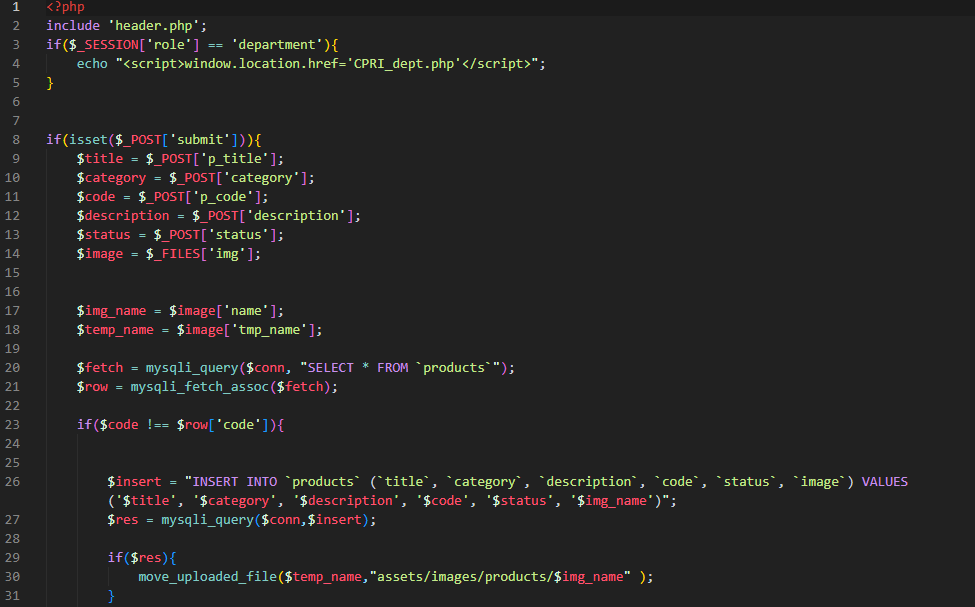 1 <?php
2 include 'header.php';
3 if($_SESSION['role'] == 'department'){
4     echo "<script>window.location.href='CPRI_dept.php'</script>";
5 }
6
7
8 if(isset($_POST['submit'])){
9     $title = $_POST['p_title'];
10     $category = $_POST['category'];
11     $code = $_POST['p_code'];
12     $description = $_POST['description'];
13     $status = $_POST['status'];
14     $image = $_FILES['img'];
15
16
17     $img_name = $image['name'];
18     $temp_name = $image['tmp_name'];
19
20     $fetch = mysqli_query($conn, "SELECT * FROM `products`");
21     $row = mysqli_fetch_assoc($fetch);
22
23     if($code !== $row['code']){
24
25
26         $insert = "INSERT INTO `products` (`title`, `category`, `description`, `code`, `status`, `image`) VALUES
        ('$title', '$category', '$description', '$code', '$status', '$img_name')";
27         $res = mysqli_query($conn,$insert);
28
29         if($res){
30             move_uploaded_file($temp_name,"assets/images/products/$img_name" );
31         }